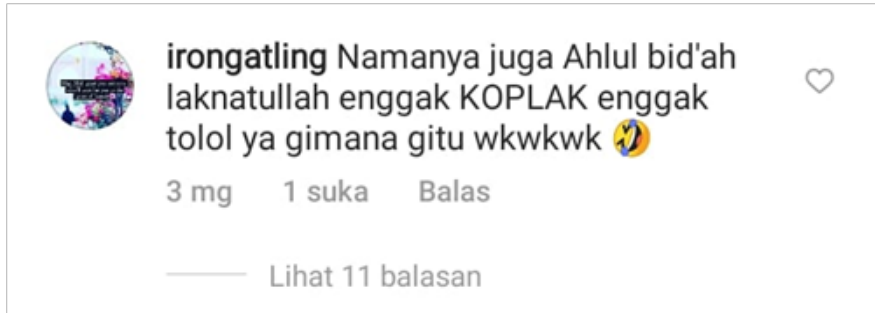 irongatling Namanya juga Ahlul bid'ah
laknatullah enggak KOPLAK enggak
tolol ya gimana gitu wkwkwk 🤣
3 mg 1 suka Balas
Lihat 11 balasan